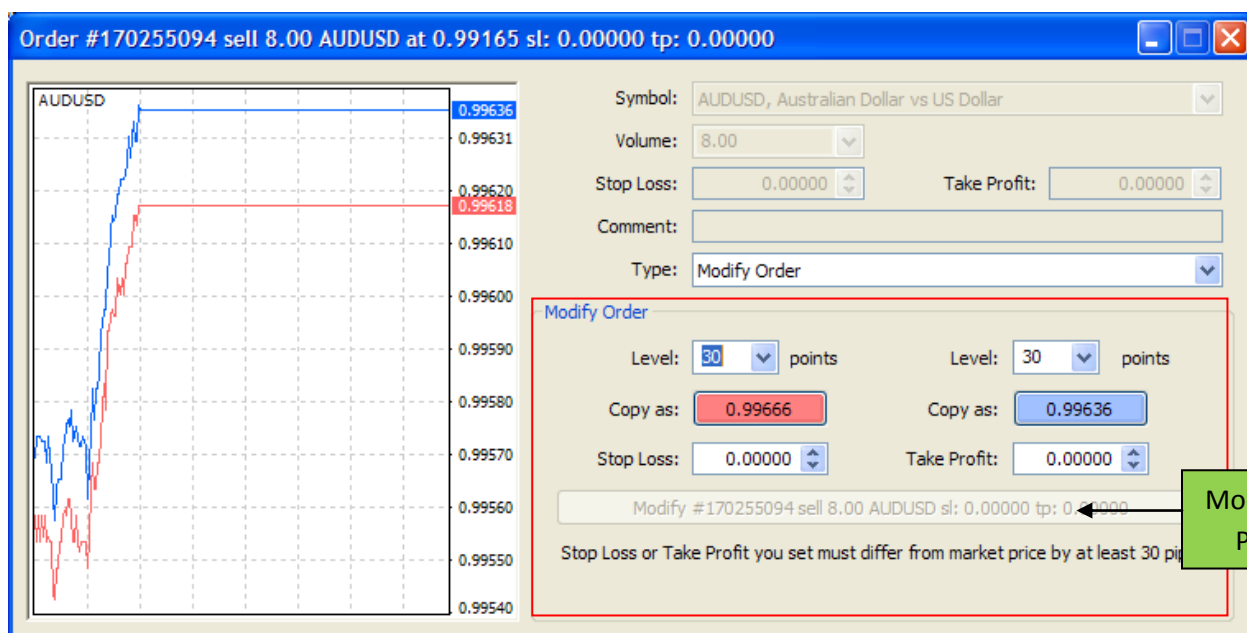 Order #170255094 sell 8.00 AUDUSD at 0.99165 sl: 0.00000 tp: 0.00000
AUDUSD
0.99636
0.99631
0.99620
0.99618
0.99610
0.99600
0.99590
0.99580
0.99570
0.99560
0.99550
0.99540
Symbol: AUDUSD, Australian Dollar vs US Dollar
Volume: 8.00
Stop Loss: 0.00000 Take Profit: 0.00000
Comment:
Type: Modify Order
Modify Order
Level: 30 points Level: 30 points
Copy as: 0.99666 Copy as: 0.99636
Stop Loss: 0.00000 Take Profit: 0.00000
Modify #170255094 sell 8.00 AUDUSD sl: 0.00000 tp: 0.00000
Stop Loss or Take Profit you set must differ from market price by at least 30